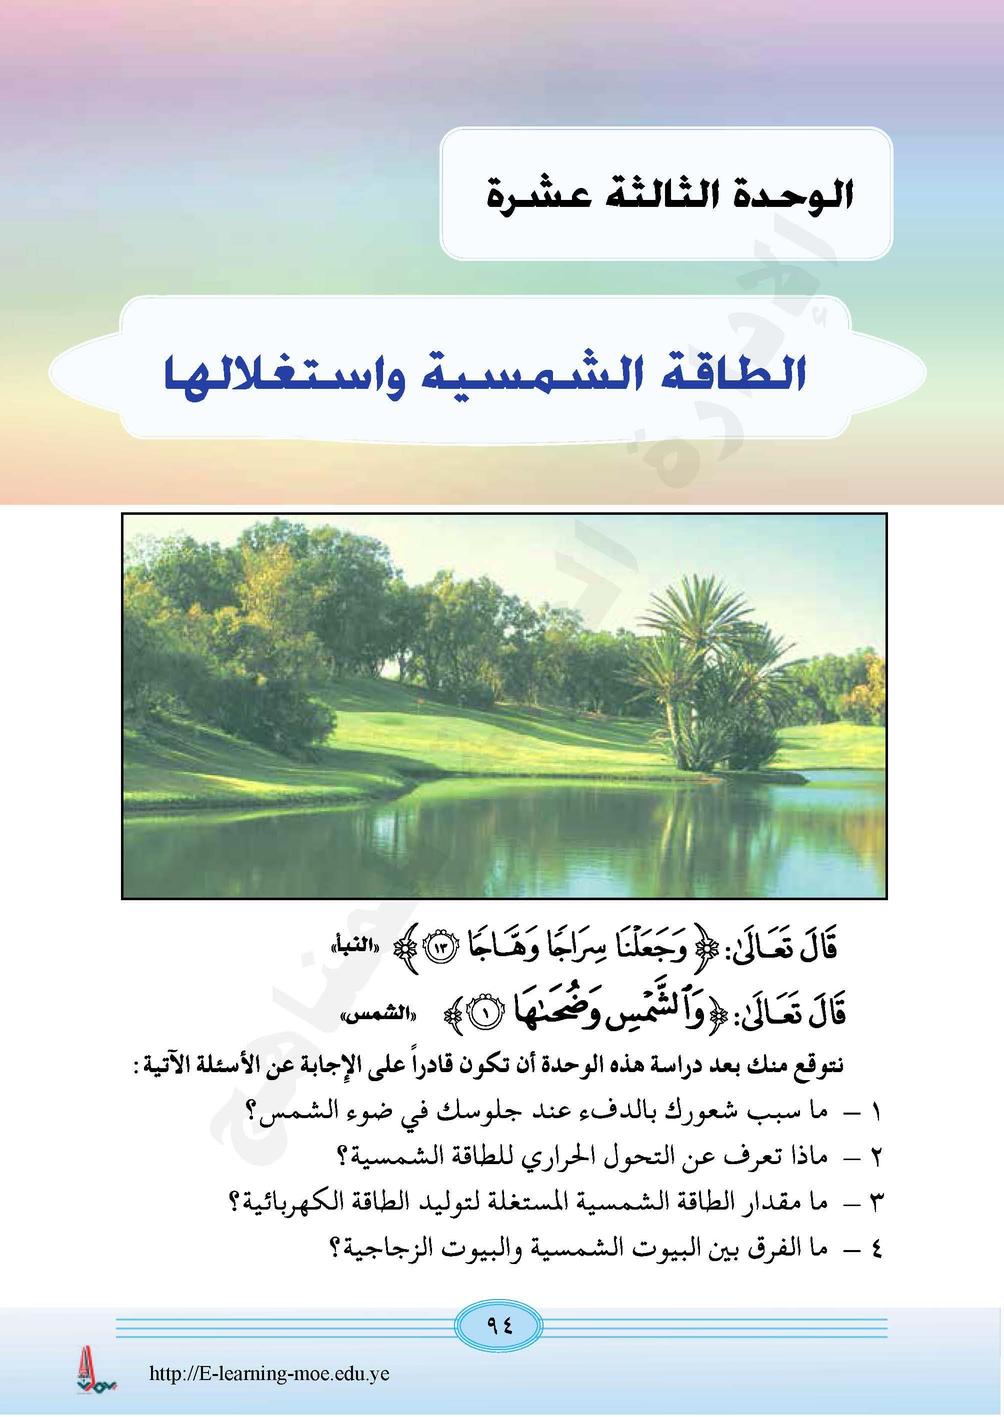 الوحدة الثالثة عشرة
الطاقة الشمسية واستغلالها
قَالَ تَعَالَىٰ: ﴿ وَجَعَلْنَا سِرَاجًا وَهَّاجًا ١٣ ﴾ «النبأ»
قَالَ تَعَالَىٰ: ﴿ وَٱلشَّمْسِ وَضُحَىٰهَا ١ ﴾ «الشمس»
نتوقع منك بعد دراسة هذه الوحدة أن تكون قادراً على الإجابة عن الأسئلة الآتية :
١ – ما سبب شعورك بالدفء عند جلوسك في ضوء الشمس؟
٢ – ماذا تعرف عن التحول الحراري للطاقة الشمسية؟
٣ – ما مقدار الطاقة الشمسية المستغلة لتوليد الطاقة الكهربائية؟
٤ – ما الفرق بين البيوت الشمسية والبيوت الزجاجية؟
٩٤
http://E-learning-moe.edu.ye